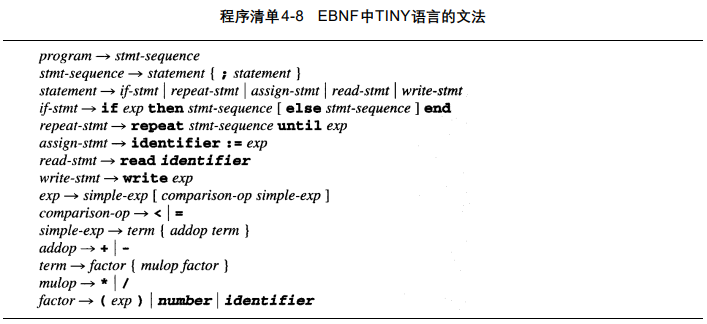 程序清单4-8 EBNF中TINY语言的文法
program → stmt-sequence
stmt-sequence → statement { ; statement }
statement → if-stmt | repeat-stmt | assign-stmt | read-stmt | write-stmt
if-stmt → if exp then stmt-sequence [ else stmt-sequence ] end
repeat-stmt → repeat stmt-sequence until exp
assign-stmt → identifier := exp
read-stmt → read identifier
write-stmt → write exp
exp → simple-exp [ comparison-op simple-exp ]
comparison-op → < | =
simple-exp → term { addop term }
addop → + | -
term → factor { mulop factor }
mulop → * | /
factor → ( exp ) | number | identifier